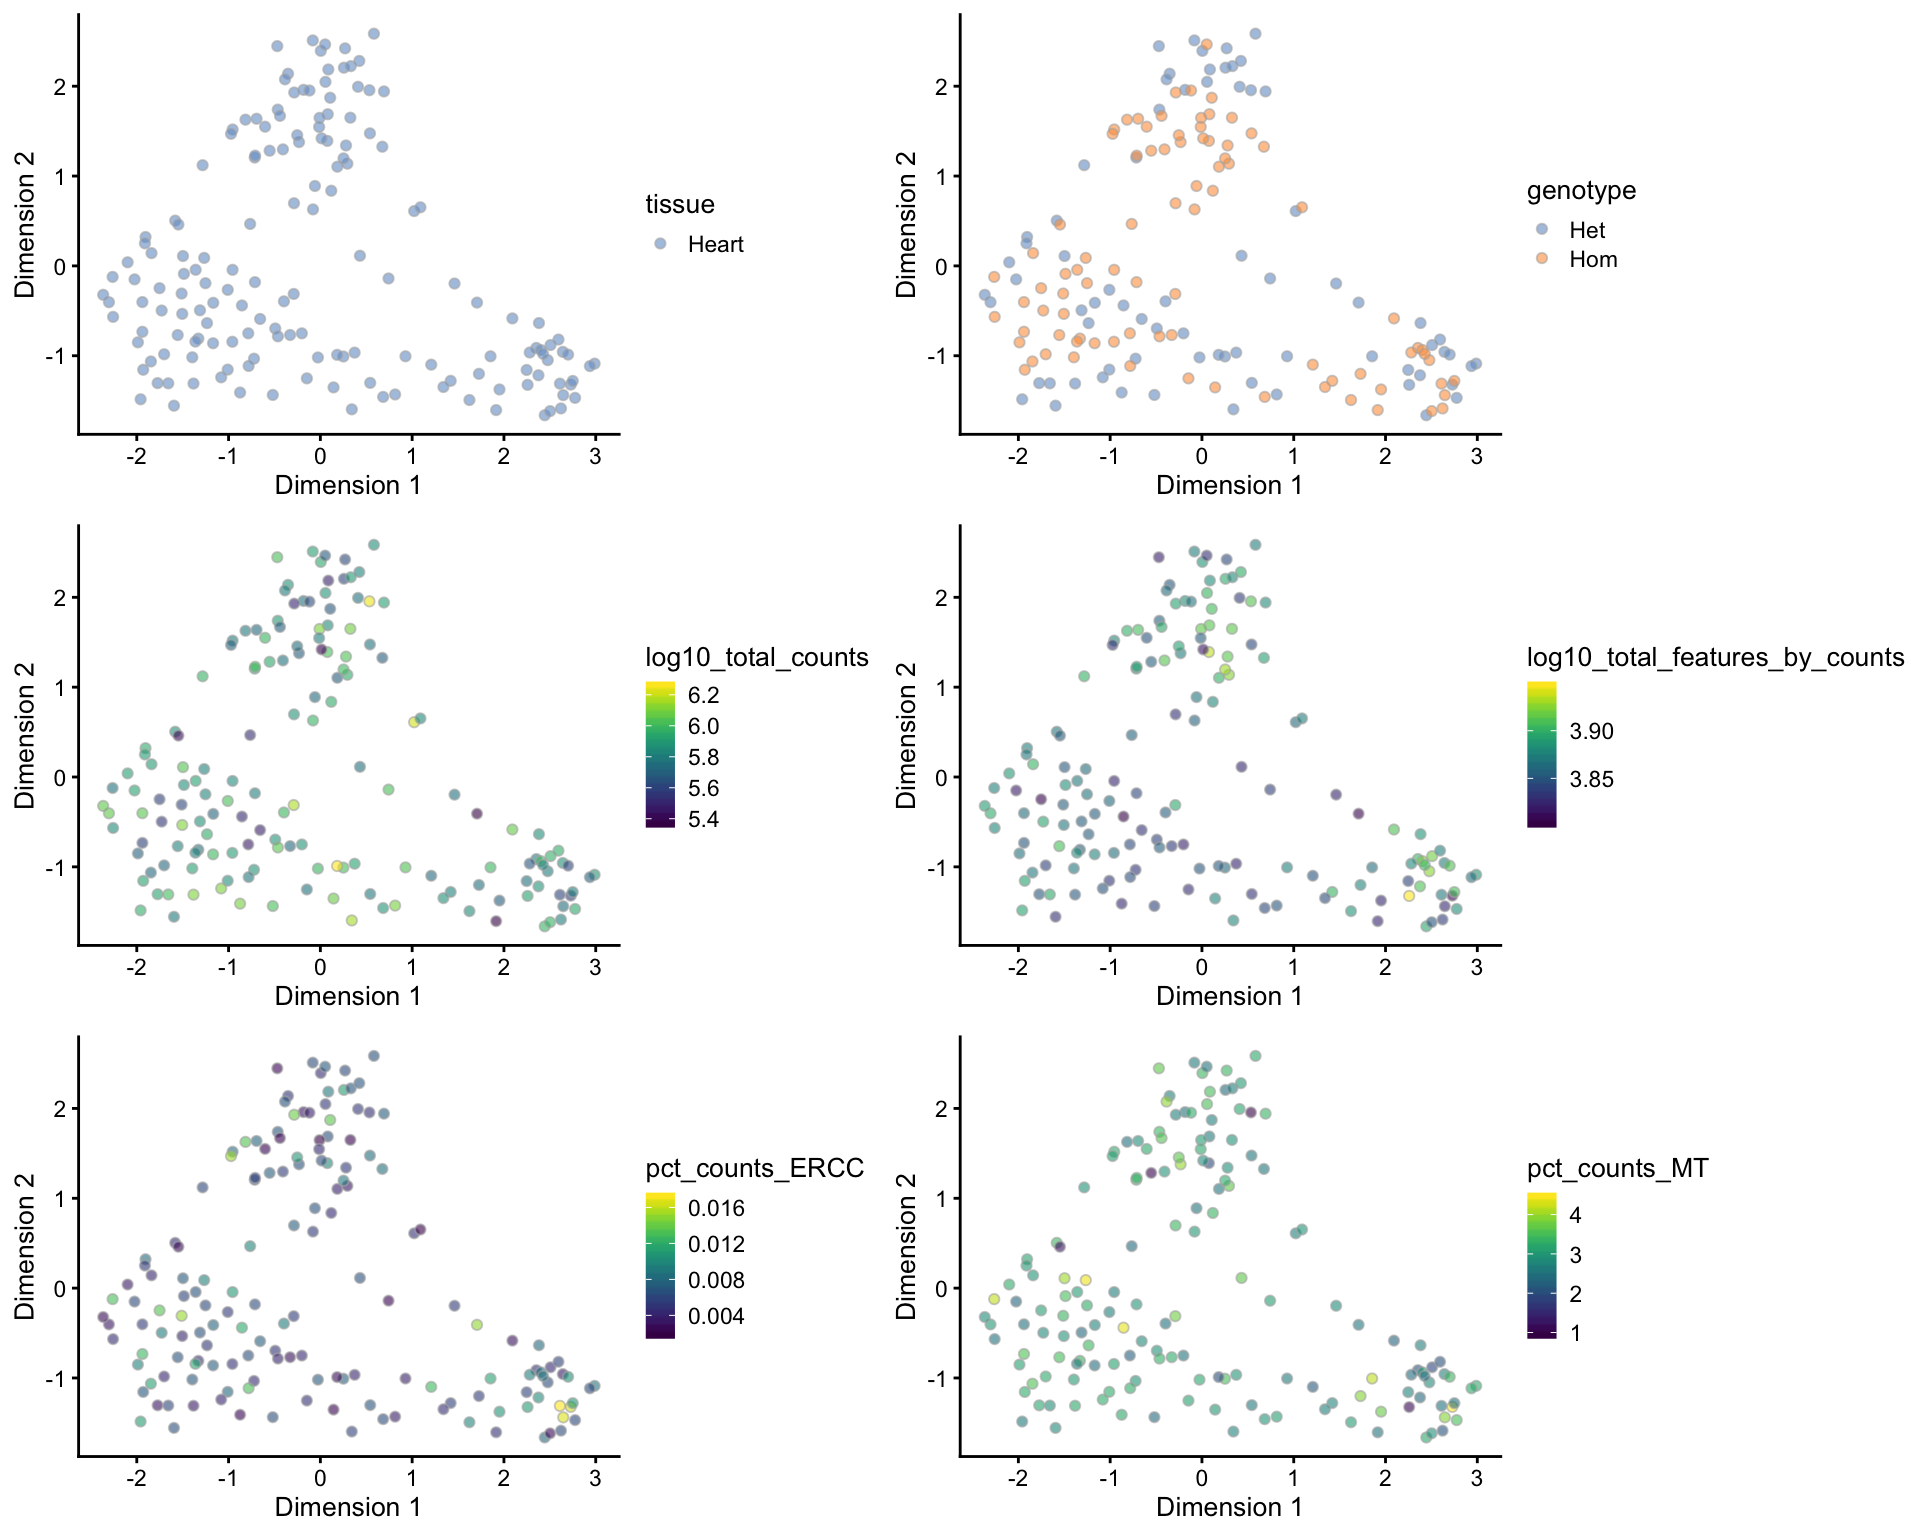 Dimension 2
2
1
0
-1
-2 -1 0 1 2 3
Dimension 1
tissue
Heart
Dimension 2
2
1
0
-1
-2 -1 0 1 2 3
Dimension 1
genotype
Het
Hom
Dimension 2
2
1
0
-1
-2 -1 0 1 2 3
Dimension 1
log10_total_counts
6.2
6.0
5.8
5.6
5.4
Dimension 2
2
1
0
-1
-2 -1 0 1 2 3
Dimension 1
log10_total_features_by_counts
3.90
3.85
Dimension 2
2
1
0
-1
-2 -1 0 1 2 3
Dimension 1
pct_counts_ERCC
0.016
0.012
0.008
0.004
Dimension 2
2
1
0
-1
-2 -1 0 1 2 3
Dimension 1
pct_counts_MT
4
3
2
1